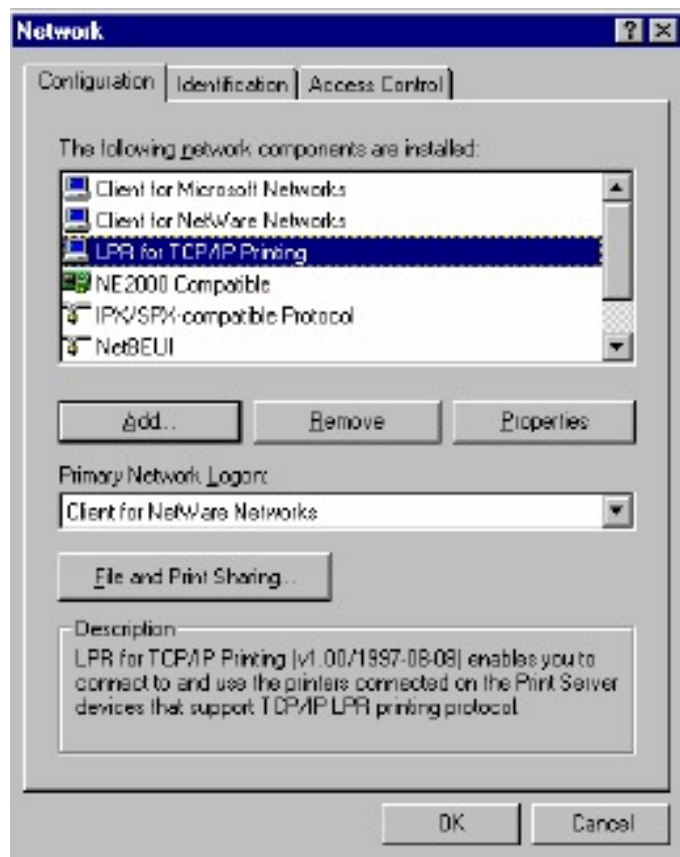 Network
? ×
Configuration Identification Access Control
The following network components are installed:
Client for Microsoft Networks
Client for NetWare Networks
LPR for TCP/IP Printing
NE2000 Compatible
IPX/SPX-compatible Protocol
NetBEUI
Add... Remove Properties
Primary Network Logon:
Client for NetWare Networks
File and Print Sharing...
Description
LPR for TCP/IP Printing (v1.00/1997-08-08) enables you to
connect to and use the printers connected on the Print Server
devices that support TCP/IP LPR printing protocol.
OK Cancel